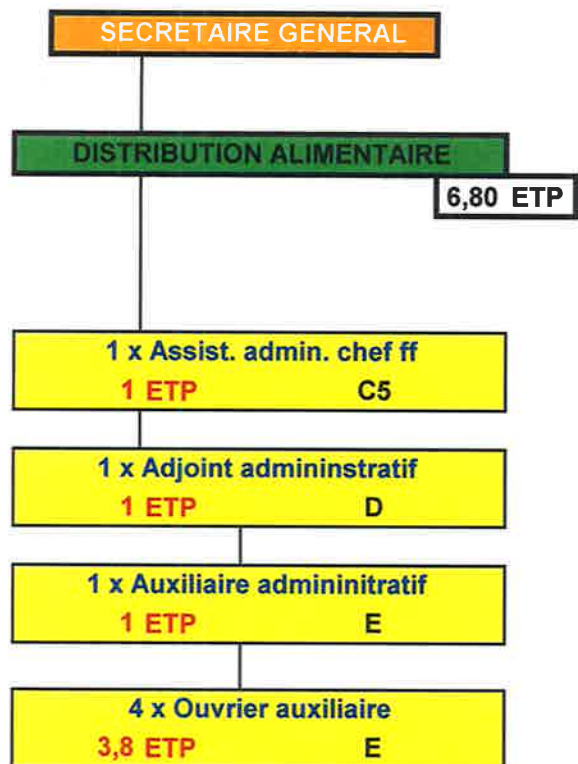 SECRETAIRE GENERAL
DISTRIBUTION ALIMENTAIRE
6,80 ETP
1 x Assist. admin. chef ff
1 ETP C5
1 x Adjoint admininstratif
1 ETP D
1 x Auxiliaire admininitratif
1 ETP E
4 x Ouvrier auxiliaire
3,8 ETP E